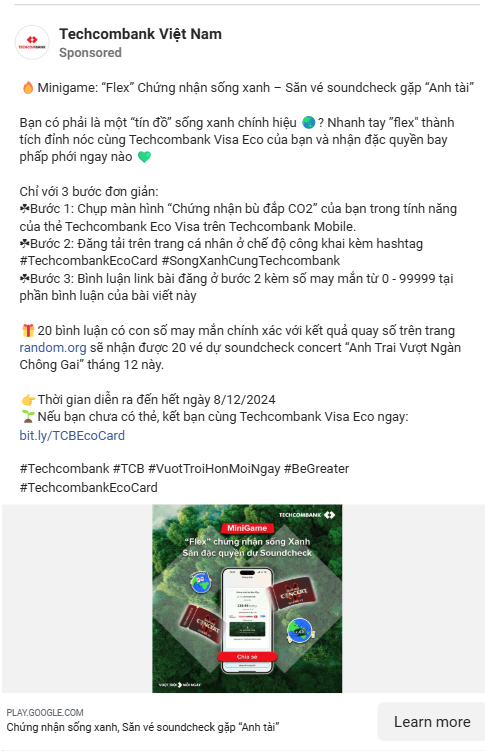 Techcombank Việt Nam
Sponsored
🔥Minigame: “Flex” Chứng nhận sống xanh – Săn vé soundcheck gặp “Anh tài”
Bạn có phải là một “tín đồ” sống xanh chính hiệu 🌏? Nhanh tay ”flex” thành
tích đỉnh nóc cùng Techcombank Visa Eco của bạn và nhận đặc quyền bay
phấp phới ngay nào 💚
Chỉ với 3 bước đơn giản:
☘Bước 1: Chụp màn hình “Chứng nhận bù đắp CO2” của bạn trong tính năng
của thẻ Techcombank Eco Visa trên Techcombank Mobile.
☘Bước 2: Đăng tải trên trang cá nhân ở chế độ công khai kèm hashtag
#TechcombankEcoCard #SongXanhCungTechcombank
☘Bước 3: Bình luận link bài đăng ở bước 2 kèm số may mắn từ 0 - 99999 tại
phần bình luận của bài viết này
🎁20 bình luận có con số may mắn chính xác với kết quả quay số trên trang
random.org sẽ nhận được 20 vé dự soundcheck concert “Anh Trai Vượt Ngàn
Chông Gai” tháng 12 này.
👉Thời gian diễn ra đến hết ngày 8/12/2024
🌱Nếu bạn chưa có thẻ, kết bạn cùng Techcombank Visa Eco ngay:
bit.ly/TCBEcoCard
#Techcombank #TCB #VuotTroiHonMoiNgay #BeGreater
#TechcombankEcoCard
TECHCOMBANK
MiniGame
“Flex” chứng nhận sống Xanh
Săn đặc quyền dự Soundcheck
CONCERT
CONCERT
Chia sẻ
VƯỢT TRỘI MỖI NGÀY
PLAY.GOOGLE.COM
Chứng nhận sống xanh, Săn vé soundcheck gặp “Anh tài”
Learn more